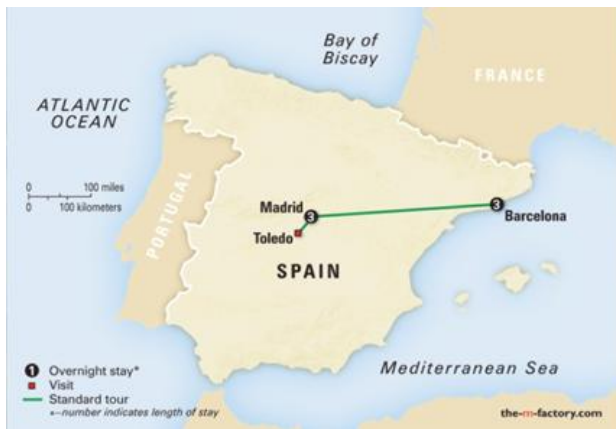 Bay of
Biscay
FRANCE
ATLANTIC
OCEAN
0 100 miles
0 100 kilometers
PORTUGAL
Madrid
3
3
Barcelona
Toledo
SPAIN
Mediterranean Sea
1 Overnight stay*
Visit
Standard tour
*–number indicates length of stay
the-m-factory.com